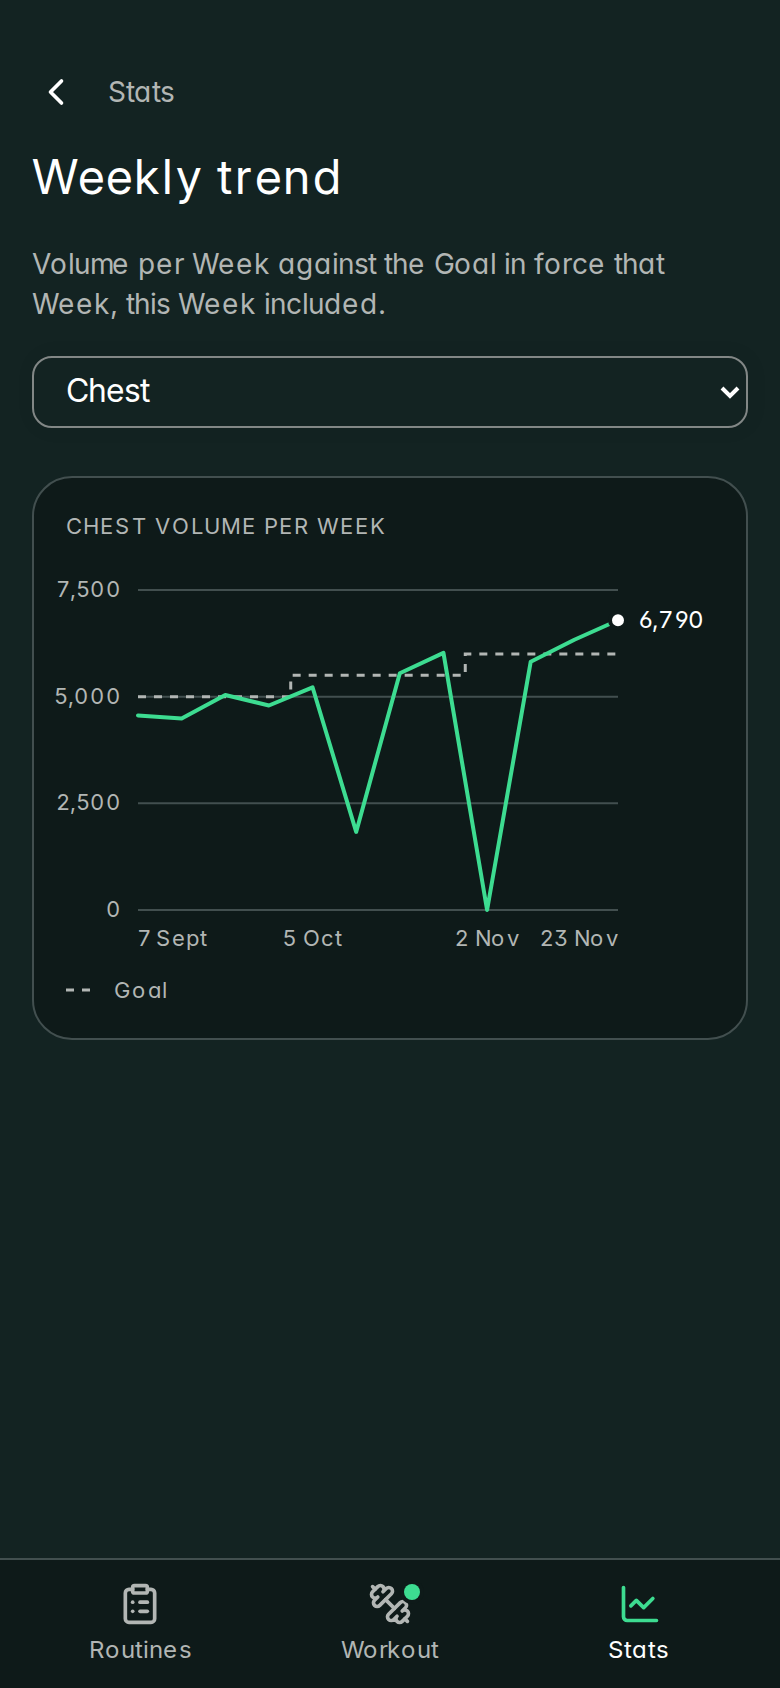 Stats
Weekly trend
Volume per Week against the Goal in force that
Week, this Week included.
Chest
CHEST VOLUME PER WEEK
7,500
6,790
5,000
2,500
0
7 Sept 5 Oct 2 Nov 23 Nov
Goal
Routines Workout Stats